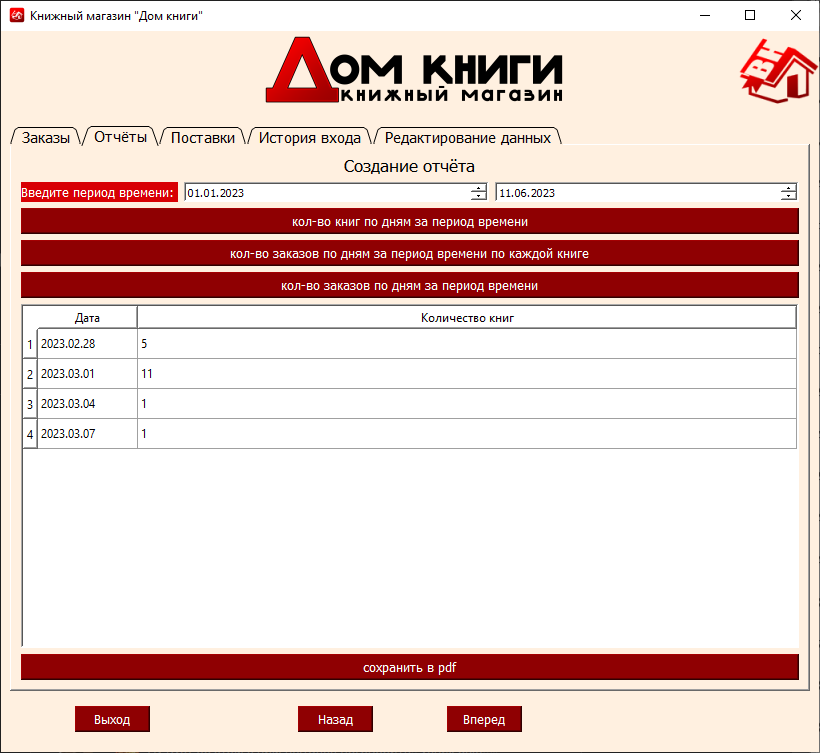 Книжный магазин "Дом книги"
Дом книги
книжный магазин
Заказы Отчёты Поставки История входа Редактирование данных
Создание отчёта
Введите период времени: 01.01.2023 11.06.2023
кол-во книг по дням за период времени
кол-во заказов по дням за период времени по каждой книге
кол-во заказов по дням за период времени
Дата Количество книг
1 2023.02.28 5
2 2023.03.01 11
3 2023.03.04 1
4 2023.03.07 1
сохранить в pdf
Выход Назад Вперед